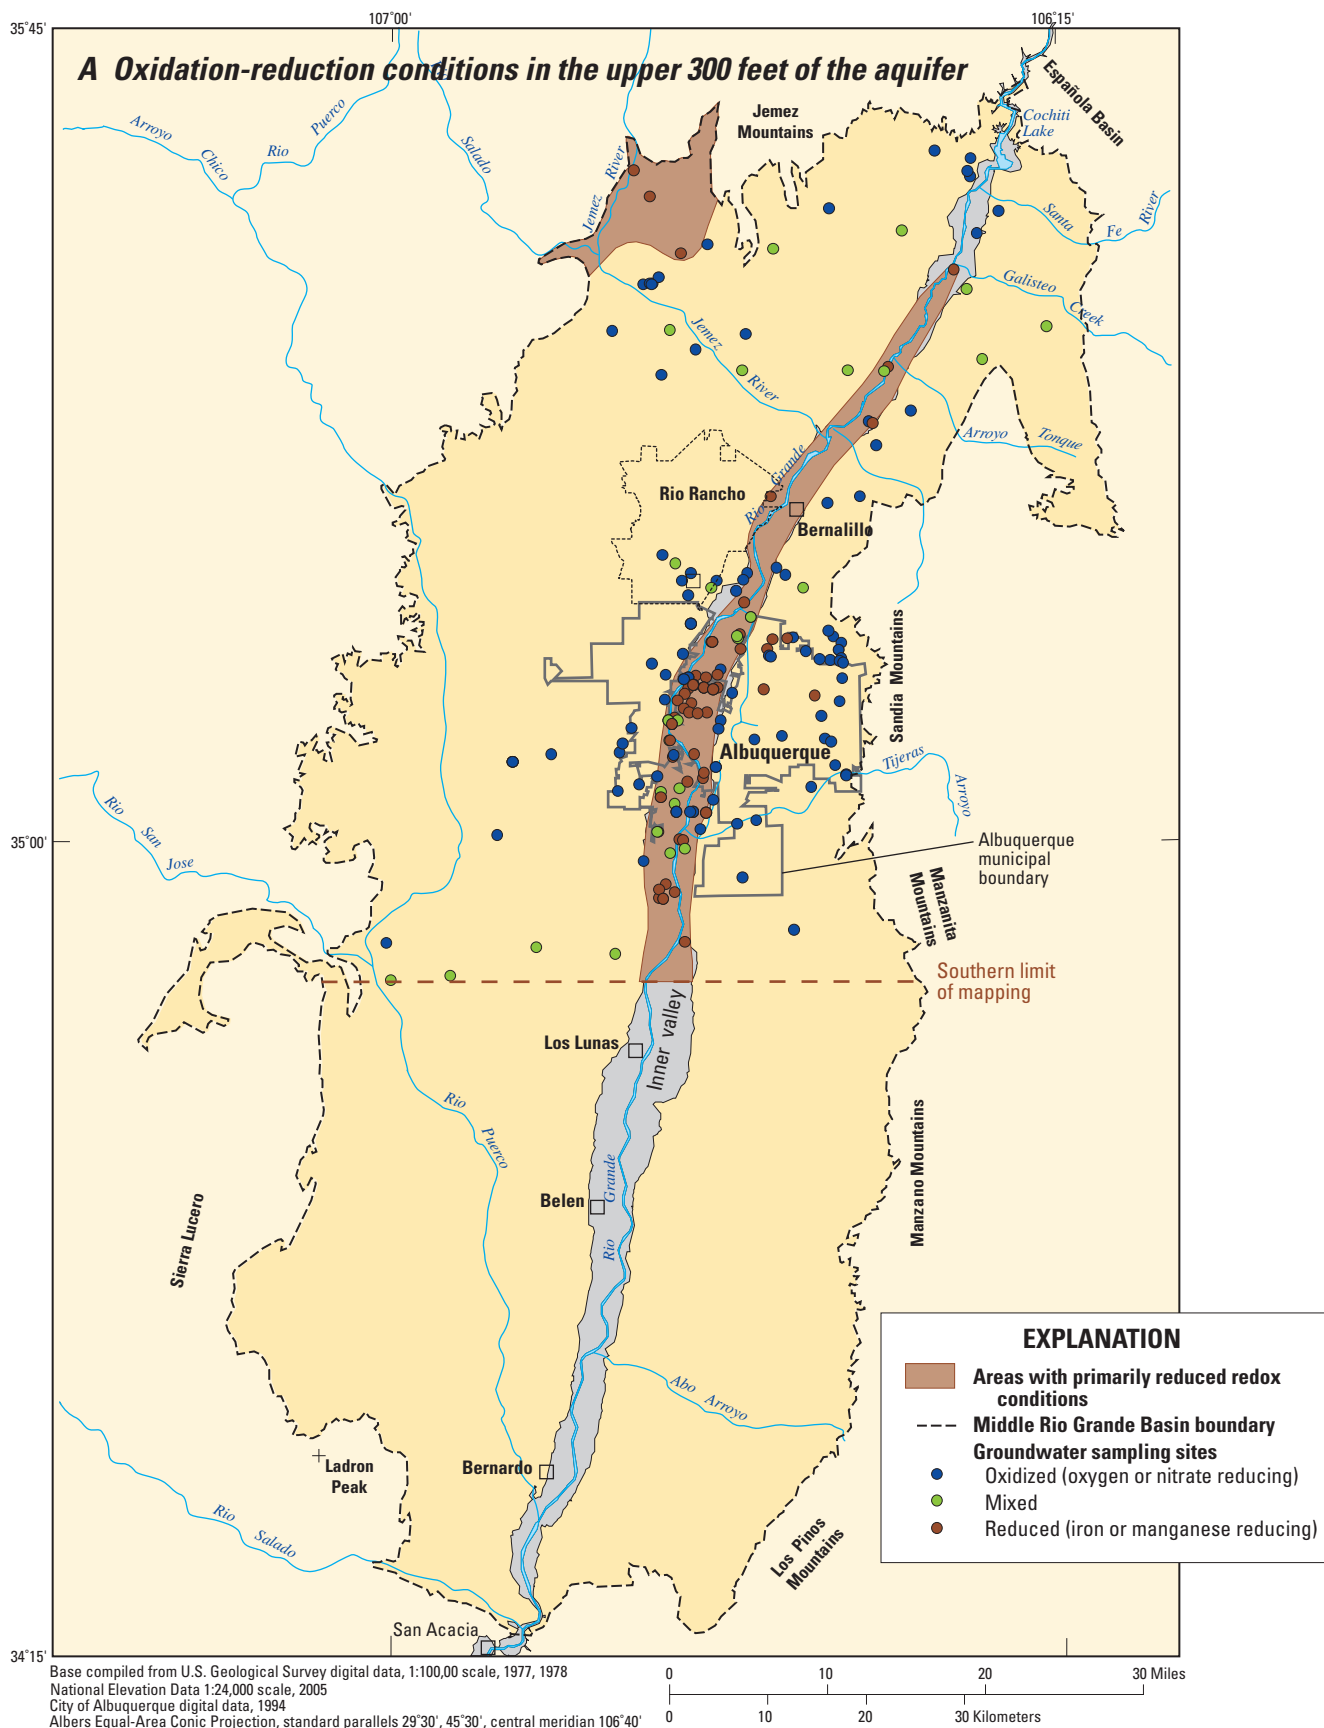 107°00'
106°15'
35°45'
A Oxidation-reduction conditions in the upper 300 feet of the aquifer
Española Basin
Jemez
Mountains
Cochiti
Lake
Arroyo
Chico
Rio
Puerco
Salado
Jemez
River
Santa
Fe
River
Galisteo
Creek
Jemez
River
Arroyo
Tonque
Rio Grande
Rio Rancho
Bernalillo
Sandia Mountains
Albuquerque
Tijeras
Arroyo
Rio
San
Jose
35°00'
Albuquerque
municipal
boundary
Manzanita
Mountains
Southern limit
of mapping
Inner valley
Los Lunas
Rio
Puerco
Manzano Mountains
Belen
Grande
Rio
Sierra Lucero
Abo
Arroyo
Ladron
Peak
Bernardo
Rio
Salado
Los Pinos
Mountains
San Acacia
34°15'
EXPLANATION
Areas with primarily reduced redox
conditions
Middle Rio Grande Basin boundary
Groundwater sampling sites
Oxidized (oxygen or nitrate reducing)
Mixed
Reduced (iron or manganese reducing)
Base compiled from U.S. Geological Survey digital data, 1:100,00 scale, 1977, 1978
National Elevation Data 1:24,000 scale, 2005
City of Albuquerque digital data, 1994
Albers Equal-Area Conic Projection, standard parallels 29°30', 45°30', central meridian 106°40'
0 10 20 30 Miles
0 10 20 30 Kilometers